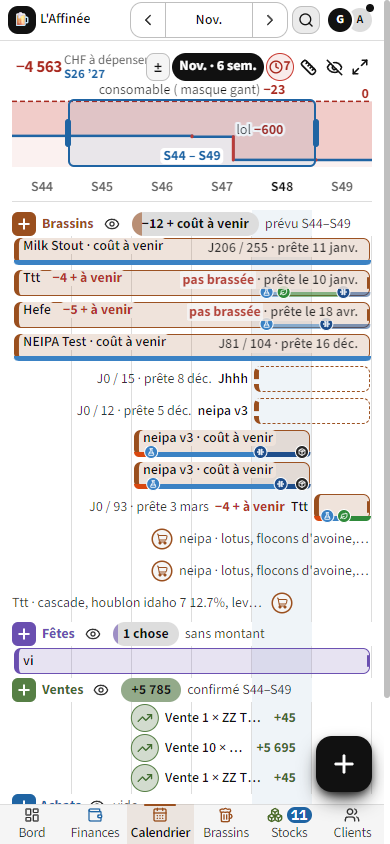 L'Affinée
Nov.
G A
−4 563 CHF à dépenser
S26 ’27
±
Nov. · 6 sem.
7
consomable ( masque gant) −23
0
lol −600
S44 – S49
S44 S45 S46 S47 S48 S49
Brassins −12 + coût à venir prévu S44–S49
Milk Stout · coût à venir J206 / 255 · prête 11 janv.
Ttt −4 + à venir pas brassée · prête le 10 janv.
Hefe −5 + à venir pas brassée · prête le 18 avr.
NEIPA Test · coût à venir J81 / 104 · prête 16 déc.
J0 / 15 · prête 8 déc. Jhhh
J0 / 12 · prête 5 déc. neipa v3
neipa v3 · coût à venir
neipa v3 · coût à venir
J0 / 93 · prête 3 mars −4 + à venir Ttt
neipa · lotus, flocons d'avoine,…
neipa · lotus, flocons d'avoine,…
Ttt · cascade, houblon idaho 7 12.7%, lev…
Fêtes 1 chose sans montant
vi
Ventes +5 785 confirmé S44–S49
Vente 1 × ZZ T… +45
Vente 10 × … +5 695
Vente 1 × ZZ T… +45
Bord Finances Calendrier Brassins Stocks 11 Clients